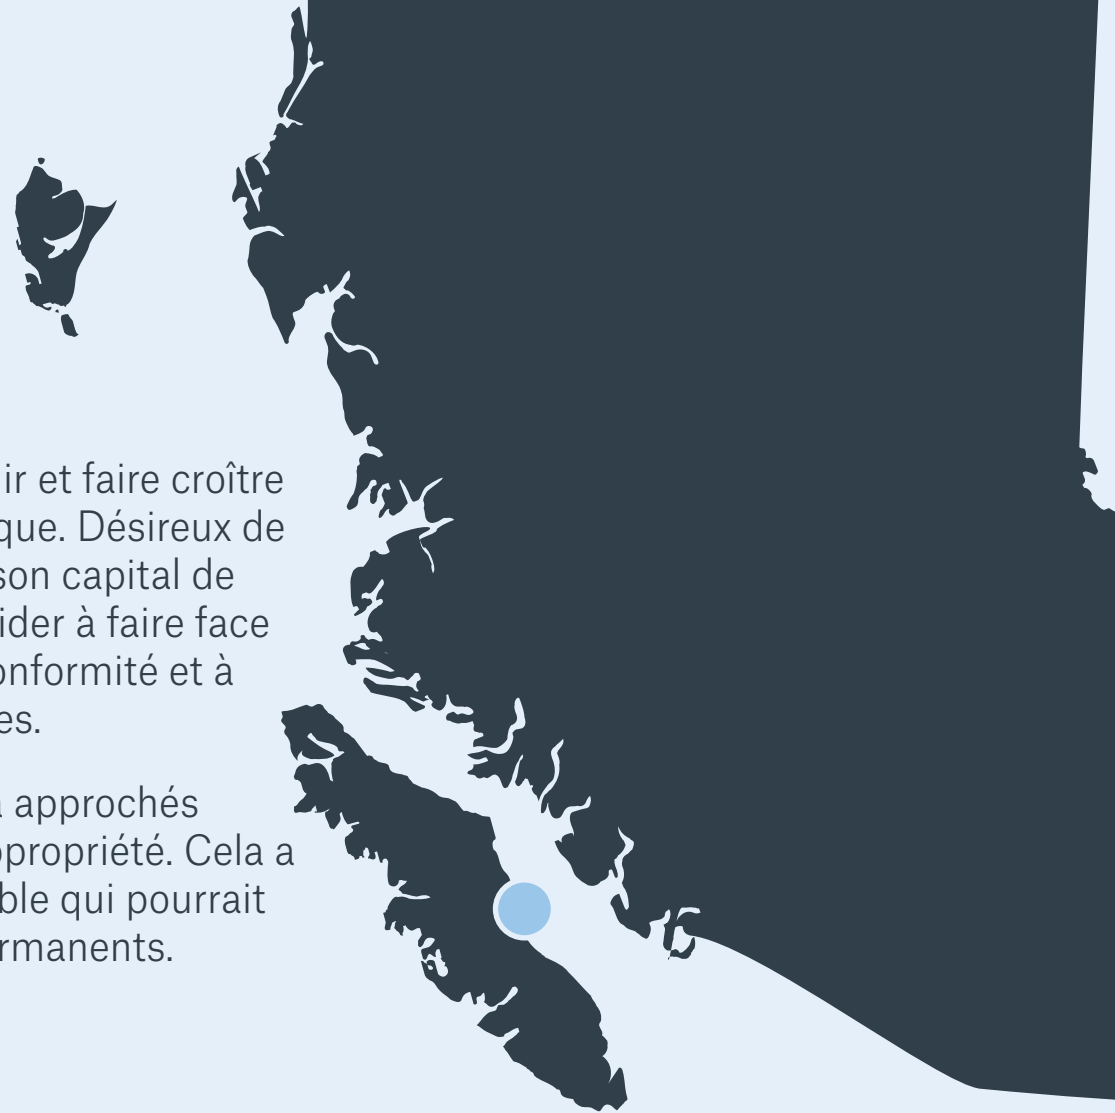 ir et faire croître
que. Désireux de
son capital de
ider à faire face
onformité et à
es.
a approchés
opropriété. Cela a
ble qui pourrait
rmanents.